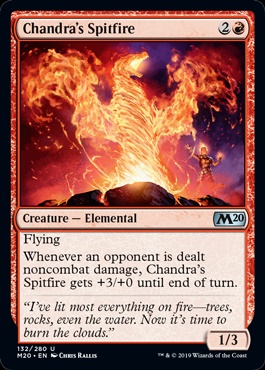 Chandra's Spitfire 2
Creature — Elemental M20
Flying
Whenever an opponent is dealt
noncombat damage, Chandra's
Spitfire gets +3/+0 until end of turn.
"I've lit most everything on fire—trees,
rocks, even the water. Now it's time to
burn the clouds."
1/3
132/280 U
M20 • EN CHRIS RALLIS ™ & © 2019 Wizards of the Coast